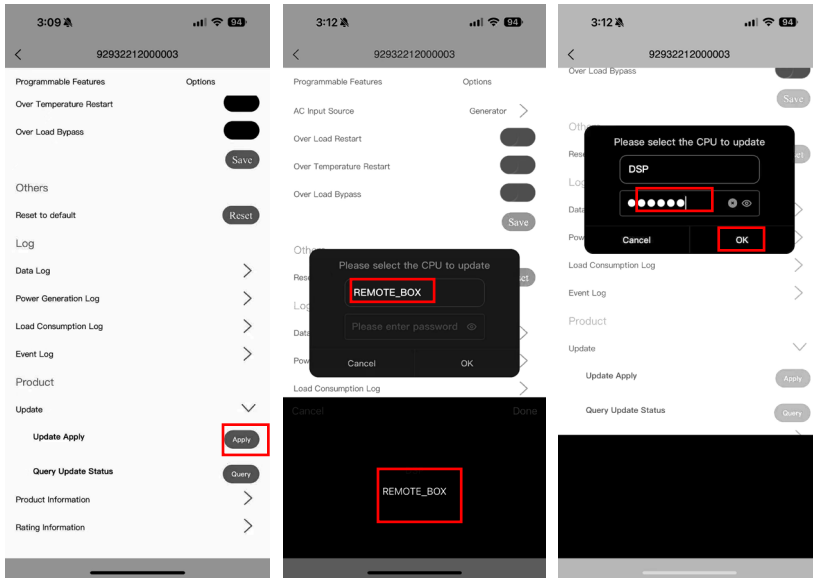 3:09
94
92932212000003
Programmable Features Options
Over Temperature Restart
Over Load Bypass
Save
Others
Reset to default Reset
Log
Data Log
Power Generation Log
Load Consumption Log
Event Log
Product
Update
Update Apply Apply
Query Update Status Query
Product Information
Rating Information
3:12
94
92932212000003
Programmable Features Options
AC Input Source Generator
Over Load Restart
Over Temperature Restart
Over Load Bypass
Save
Please select the CPU to update
REMOTE_BOX
Please enter password
Cancel OK
Load Consumption Log
Cancel Done
REMOTE_BOX
3:12
94
92932212000003
Over Load Bypass
Save
Please select the CPU to update
DSP
Cancel OK
Load Consumption Log
Event Log
Product
Update
Update Apply Apply
Query Update Status Query